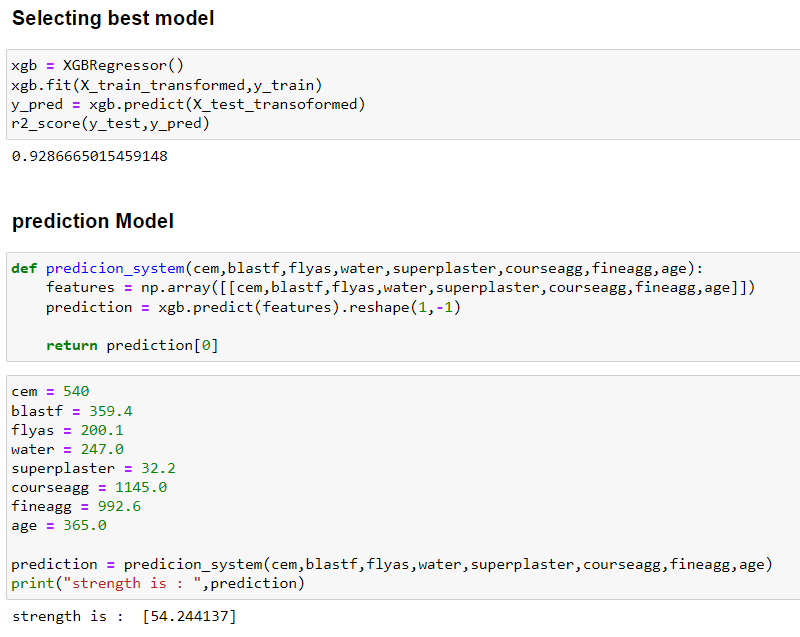 Selecting best model
xgb = XGBRegressor()
xgb.fit(X_train_transformed,y_train)
y_pred = xgb.predict(X_test_transoformed)
r2_score(y_test,y_pred)
0.9286665015459148
prediction Model
def predicion_system(cem,blastf,flyas,water,superplaster,courseagg,fineagg,age):
    features = np.array([[cem,blastf,flyas,water,superplaster,courseagg,fineagg,age]])
    prediction = xgb.predict(features).reshape(1,-1)
    return prediction[0]
cem = 540
blastf = 359.4
flyas = 200.1
water = 247.0
superplaster = 32.2
courseagg = 1145.0
fineagg = 992.6
age = 365.0
prediction = predicion_system(cem,blastf,flyas,water,superplaster,courseagg,fineagg,age)
print("strength is : ",prediction)
strength is :  [54.244137]